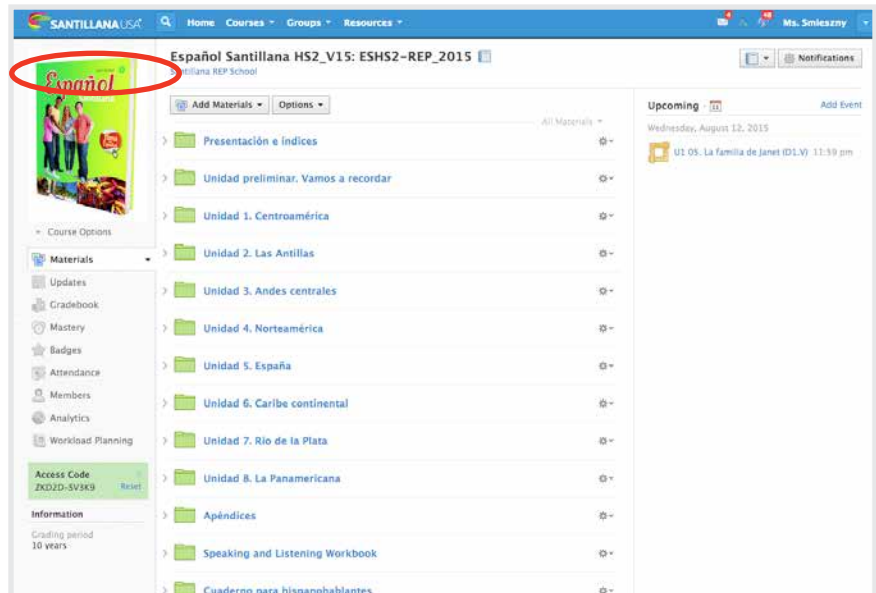 SANTILLANA USA Home Courses Groups Resources Ms. Smieszny
Español Santillana HS2_V15: ESHS2-REP_2015
Santillana REP School
Notifications
Español
Add Materials Options
All Materials
Upcoming · 11 Add Event
Wednesday, August 12, 2015
U1 05. La familia de Janet (D1.V) 11:59 pm
Presentación e índices
Unidad preliminar. Vamos a recordar
Unidad 1. Centroamérica
Unidad 2. Las Antillas
Unidad 3. Andes centrales
Unidad 4. Norteamérica
Unidad 5. España
Unidad 6. Caribe continental
Unidad 7. Río de la Plata
Unidad 8. La Panamericana
Apéndices
Speaking and Listening Workbook
Cuaderno para hispanohablantes
Course Options
Materials
Updates
Gradebook
Mastery
Badges
Attendance
Members
Analytics
Workload Planning
Access Code
ZKD2D-SV3K9 Reset
Information
Grading period
10 years